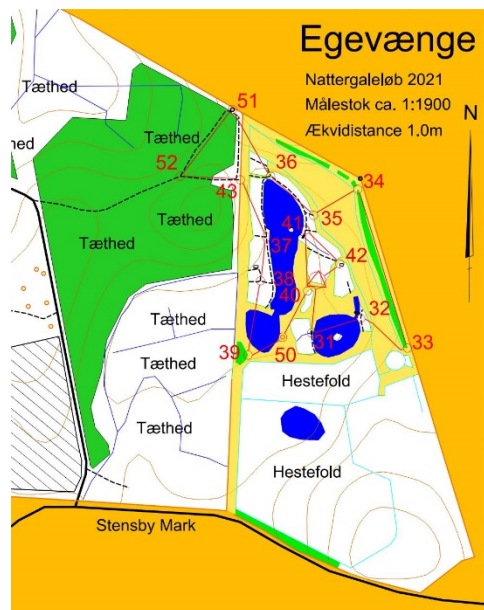 Egevænge
Nattergaleløb 2021
Målestok ca. 1:1900
Ækvidistance 1.0m
N
Tæthed
51
Tæthed
Tæthed
52
36
34
43
35
Tæthed
41
37
42
Tæthed
38
40
Tæthed
32
31
33
39
50
Tæthed
Hestefold
Tæthed
Hestefold
Stensby Mark